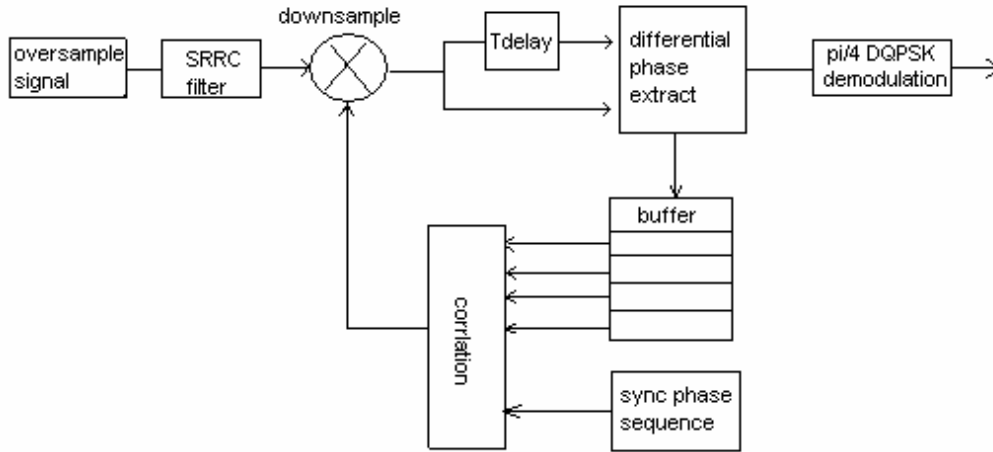 downsample
oversample
signal
SRRC
filter
Tdelay
differential
phase
extract
pi/4 DQPSK
demodulation
buffer
corrlation
sync phase
sequence